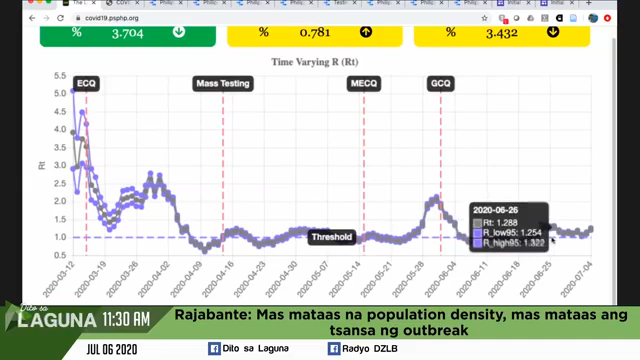 covid19.psphp.org
% 3.704
% 0.781
% 3.432
Time Varying R (Rt)
ECQ
Mass Testing
MECQ
GCQ
Rt
5.5
5.0
4.5
4.0
3.5
3.0
2.5
2.0
1.5
1.0
0.5
Threshold
2020-06-26
Rt: 1.288
R_low95: 1.254
R_high95: 1.322
2020-03-12
2020-03-19
2020-03-26
2020-04-02
2020-04-09
2020-04-16
2020-04-23
2020-04-30
2020-05-07
2020-05-14
2020-05-21
2020-05-28
2020-06-04
2020-06-11
2020-06-18
2020-06-25
2020-07-04
Dito sa
LAGUNA
11:30 AM
Rajabante: Mas mataas na population density, mas mataas ang
tsansa ng outbreak
JUL 06 2020
Dito sa Laguna
Radyo DZLB